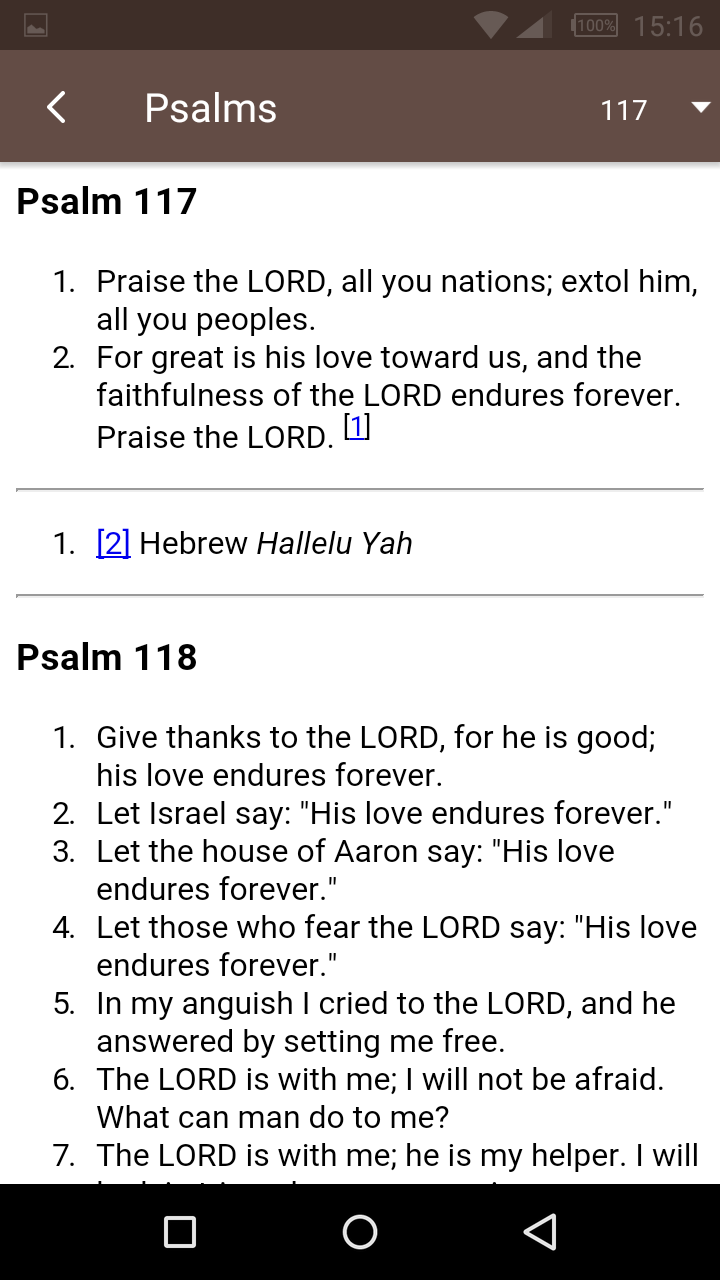 100%
15:16
Psalms
117
Psalm 117
1. Praise the LORD, all you nations; extol him,
all you peoples.
2. For great is his love toward us, and the
faithfulness of the LORD endures forever.
Praise the LORD. [1]
1. [2] Hebrew Hallelu Yah
Psalm 118
1. Give thanks to the LORD, for he is good;
his love endures forever.
2. Let Israel say: "His love endures forever."
3. Let the house of Aaron say: "His love
endures forever."
4. Let those who fear the LORD say: "His love
endures forever."
5. In my anguish I cried to the LORD, and he
answered by setting me free.
6. The LORD is with me; I will not be afraid.
What can man do to me?
7. The LORD is with me; he is my helper. I will